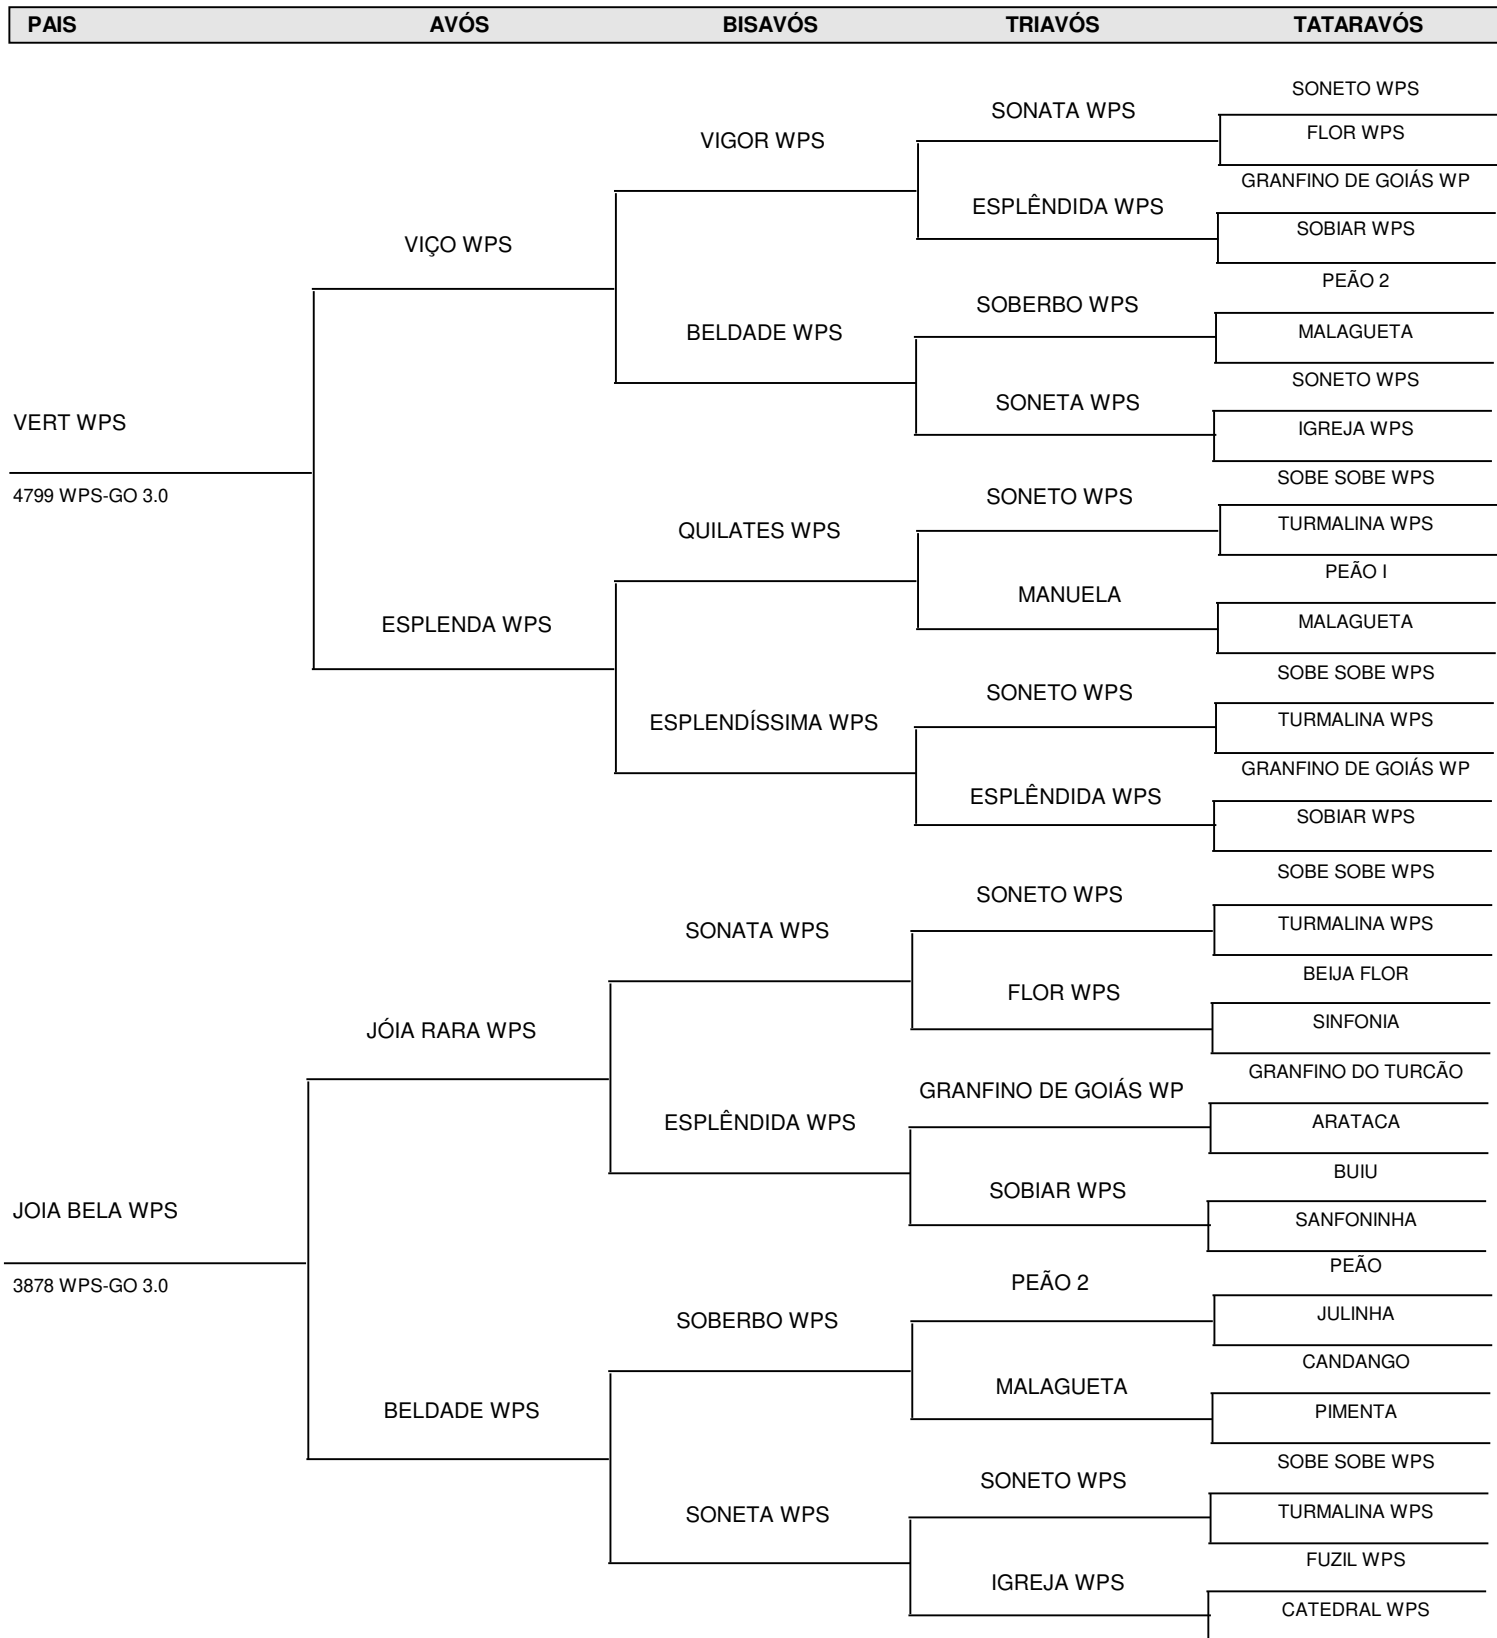 PAIS AVÓS BISAVÓS TRIAVÓS TATARAVÓS
SONETO WPS
SONATA WPS
FLOR WPS
VIGOR WPS
GRANFINO DE GOIÁS WP
ESPLÊNDIDA WPS
SOBIAR WPS
VIÇO WPS
PEÃO 2
SOBERBO WPS
MALAGUETA
BELDADE WPS
SONETO WPS
SONETA WPS
IGREJA WPS
VERT WPS
4799 WPS-GO 3.0
SOBE SOBE WPS
SONETO WPS
TURMALINA WPS
QUILATES WPS
PEÃO I
MANUELA
MALAGUETA
ESPLENDA WPS
SOBE SOBE WPS
SONETO WPS
TURMALINA WPS
ESPLENDÍSSIMA WPS
GRANFINO DE GOIÁS WP
ESPLÊNDIDA WPS
SOBIAR WPS
SOBE SOBE WPS
SONETO WPS
TURMALINA WPS
SONATA WPS
BEIJA FLOR
FLOR WPS
SINFONIA
JÓIA RARA WPS
GRANFINO DO TURCÃO
GRANFINO DE GOIÁS WP
ARATACA
ESPLÊNDIDA WPS
BUIU
SOBIAR WPS
SANFONINHA
JOIA BELA WPS
3878 WPS-GO 3.0
PEÃO
PEÃO 2
JULINHA
SOBERBO WPS
CANDANGO
MALAGUETA
PIMENTA
BELDADE WPS
SOBE SOBE WPS
SONETO WPS
TURMALINA WPS
SONETA WPS
FUZIL WPS
IGREJA WPS
CATEDRAL WPS